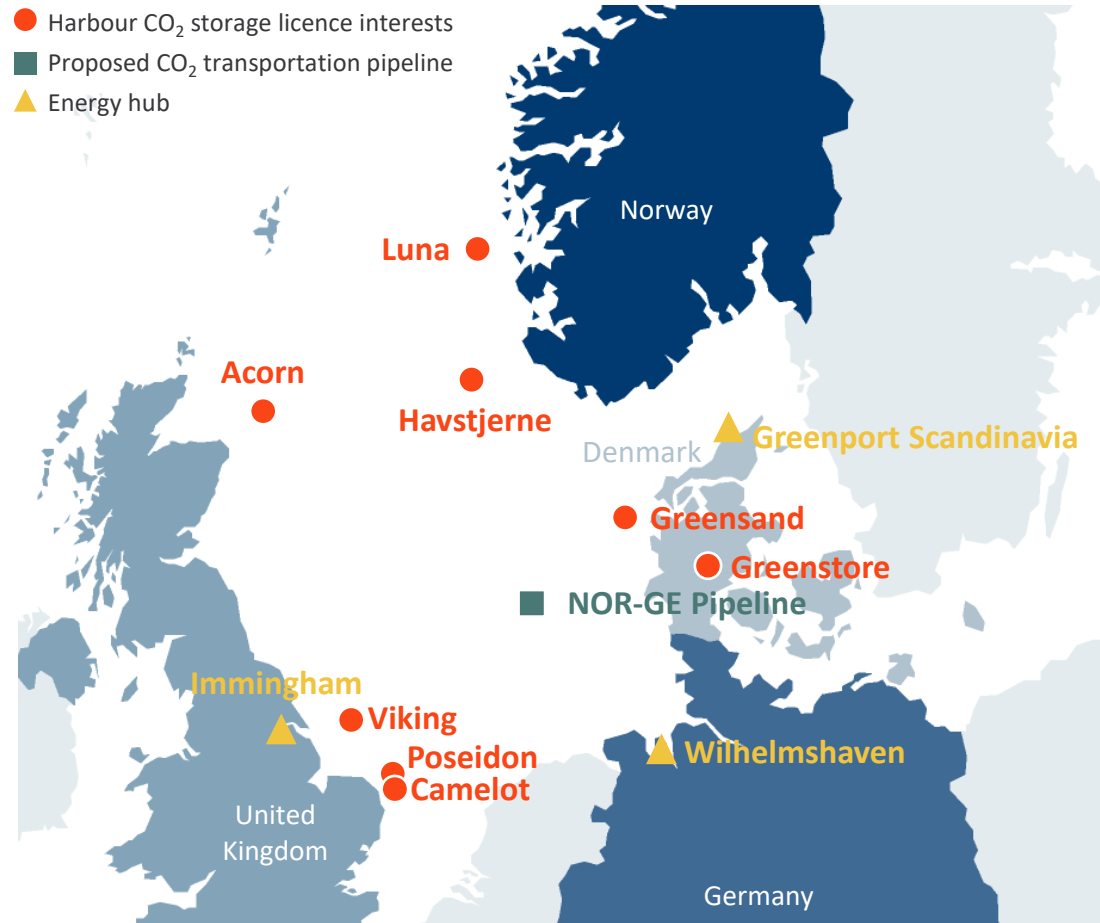 Harbour CO₂ storage licence interests
Proposed CO₂ transportation pipeline
Energy hub
Norway
Luna
Acorn
Havstjerne
Denmark
Greenport Scandinavia
Greensand
Greenstore
NOR-GE Pipeline
Immingham
Viking
Poseidon
Camelot
Wilhelmshaven
United
Kingdom
Germany